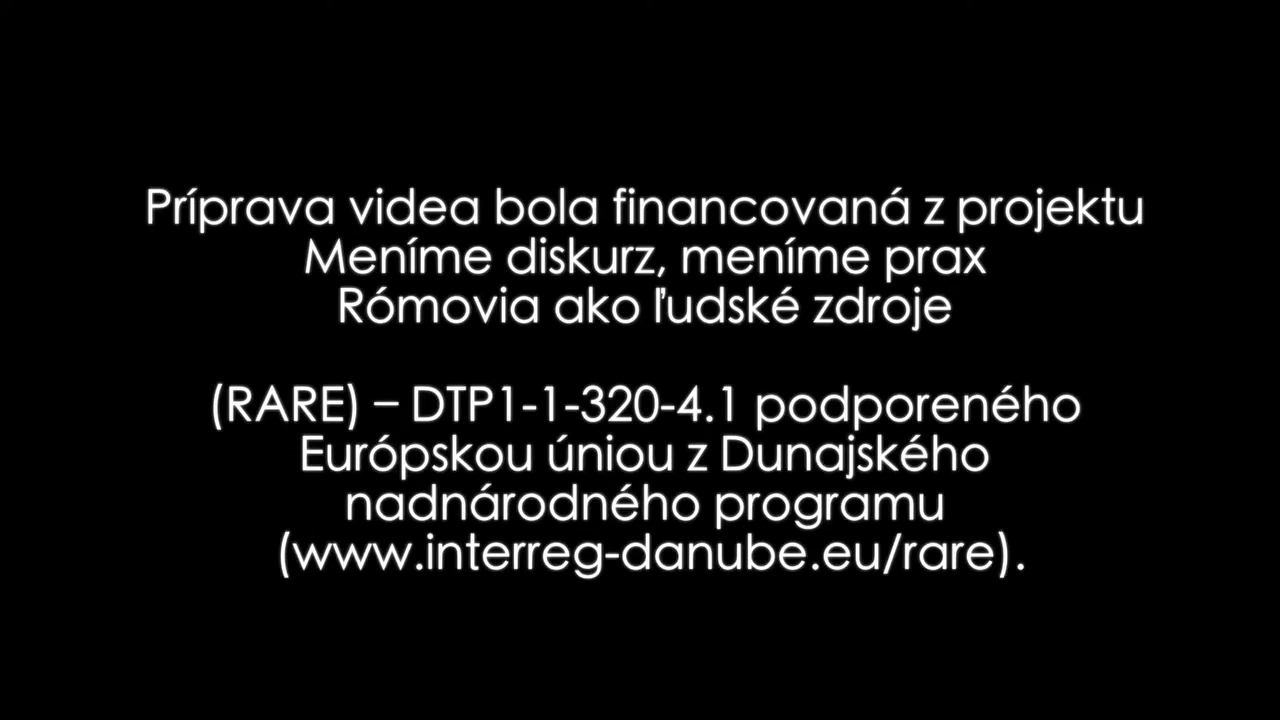 Príprava videa bola financovaná z projektu
Meníme diskurz, meníme prax
Rómovia ako ľudské zdroje
(RARE) – DTP1-1-320-4.1 podporeného
Európskou úniou z Dunajského
nadnárodného programu
(www.interreg-danube.eu/rare).